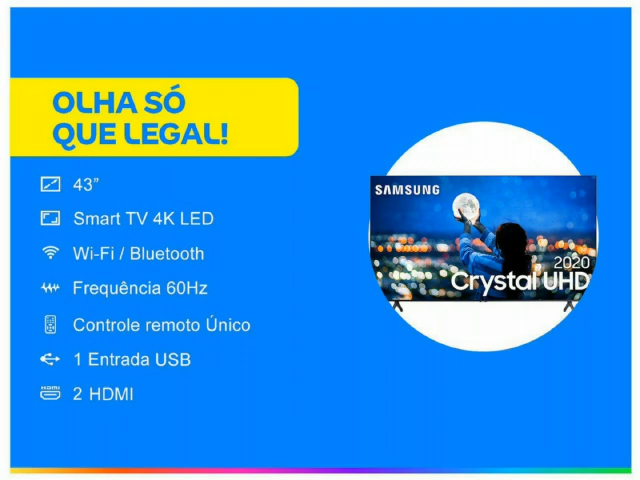 OLHA SÓ
QUE LEGAL!
43”
Smart TV 4K LED
Wi-Fi / Bluetooth
Frequência 60Hz
Controle remoto Único
1 Entrada USB
HDMI
2 HDMI
SAMSUNG
2020
Crystal UHD